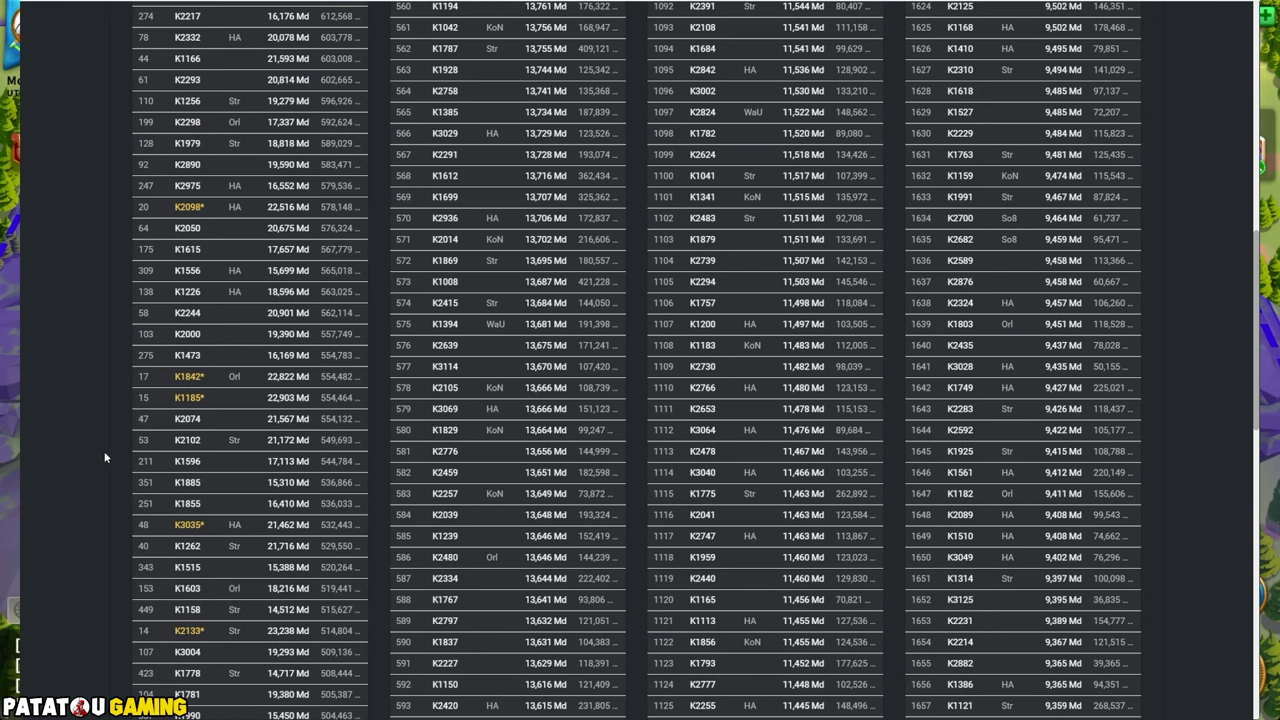 274 K2217 16,176 Md 612,568 ...
78 K2332 HA 20,078 Md 603,778 ...
44 K1166 21,593 Md 603,008 ...
61 K2293 20,814 Md 602,665 ...
110 K1256 Str 19,279 Md 596,926 ...
199 K2298 Orl 17,337 Md 592,624 ...
128 K1979 Str 18,818 Md 589,029 ...
92 K2890 19,590 Md 583,471 ...
247 K2975 HA 16,552 Md 579,536 ...
20 K2098* HA 22,516 Md 578,148 ...
64 K2050 20,675 Md 576,324 ...
175 K1615 17,657 Md 567,779 ...
309 K1556 HA 15,699 Md 565,018 ...
138 K1226 HA 18,596 Md 563,025 ...
58 K2244 20,901 Md 562,114 ...
103 K2000 19,390 Md 557,749 ...
275 K1473 16,169 Md 554,783 ...
17 K1842* Orl 22,822 Md 554,482 ...
15 K1185* 22,903 Md 554,464 ...
47 K2074 21,567 Md 554,132 ...
53 K2102 Str 21,172 Md 549,693 ...
211 K1596 17,113 Md 544,784 ...
351 K1885 15,310 Md 536,866 ...
251 K1855 16,410 Md 536,033 ...
48 K3035* HA 21,462 Md 532,443 ...
40 K1262 Str 21,716 Md 529,550 ...
343 K1515 15,388 Md 520,264 ...
153 K1603 Orl 18,216 Md 519,441 ...
449 K1158 Str 14,512 Md 515,627 ...
14 K2133* Str 23,238 Md 514,804 ...
107 K3004 19,293 Md 509,136 ...
423 K1778 Str 14,717 Md 508,444 ...
104 K1781 19,380 Md 505,387 ...
15,450 Md 504,463 ...
560 K1194 13,761 Md 176,322 ...
561 K1042 KoN 13,756 Md 168,947 ...
562 K1787 Str 13,755 Md 409,121 ...
563 K1928 13,744 Md 125,342 ...
564 K2758 13,741 Md 135,368 ...
565 K1385 13,734 Md 187,839 ...
566 K3029 HA 13,729 Md 123,526 ...
567 K2291 13,728 Md 193,074 ...
568 K1612 13,716 Md 362,434 ...
569 K1699 13,707 Md 325,362 ...
570 K2936 HA 13,706 Md 172,837 ...
571 K2014 KoN 13,702 Md 216,606 ...
572 K1869 Str 13,695 Md 180,557 ...
573 K1008 13,687 Md 421,228 ...
574 K2415 Str 13,684 Md 144,050 ...
575 K1394 WaU 13,681 Md 191,398 ...
576 K2639 13,675 Md 171,241 ...
577 K3114 13,670 Md 107,420 ...
578 K2105 KoN 13,666 Md 108,739 ...
579 K3069 HA 13,666 Md 151,123 ...
580 K1829 KoN 13,664 Md 99,247 ...
581 K2776 13,656 Md 144,999 ...
582 K2459 13,651 Md 182,598 ...
583 K2257 KoN 13,649 Md 73,872 ...
584 K2039 13,648 Md 193,324 ...
585 K1239 13,646 Md 152,419 ...
586 K2480 Orl 13,646 Md 144,239 ...
587 K2334 13,644 Md 222,402 ...
588 K1767 13,641 Md 93,806 ...
589 K2797 13,632 Md 121,051 ...
590 K1837 13,631 Md 104,383 ...
591 K2227 13,629 Md 118,391 ...
592 K1150 13,616 Md 121,409 ...
593 K2420 HA 13,615 Md 231,805 ...
1092 K2391 Str 11,544 Md 80,407 ...
1093 K2108 11,541 Md 111,158 ...
1094 K1684 11,541 Md 99,629 ...
1095 K2842 HA 11,536 Md 128,902 ...
1096 K3002 11,530 Md 133,210 ...
1097 K2824 WaU 11,522 Md 148,562 ...
1098 K1782 11,520 Md 89,080 ...
1099 K2624 11,518 Md 134,426 ...
1100 K1041 Str 11,517 Md 107,399 ...
1101 K1341 KoN 11,515 Md 135,972 ...
1102 K2483 Str 11,511 Md 92,708 ...
1103 K1879 11,511 Md 133,691 ...
1104 K2739 11,507 Md 142,153 ...
1105 K2294 11,503 Md 145,546 ...
1106 K1757 11,498 Md 118,084 ...
1107 K1200 HA 11,497 Md 103,505 ...
1108 K1183 KoN 11,483 Md 112,005 ...
1109 K2730 11,482 Md 98,039 ...
1110 K2766 HA 11,480 Md 123,153 ...
1111 K2653 11,478 Md 115,153 ...
1112 K3064 HA 11,476 Md 89,684 ...
1113 K2478 11,467 Md 143,956 ...
1114 K3040 HA 11,466 Md 103,255 ...
1115 K1775 Str 11,463 Md 262,892 ...
1116 K2041 11,463 Md 123,584 ...
1117 K2747 HA 11,463 Md 113,867 ...
1118 K1959 11,460 Md 123,023 ...
1119 K2440 11,460 Md 129,830 ...
1120 K1165 11,456 Md 70,821 ...
1121 K1113 HA 11,455 Md 127,536 ...
1122 K1856 KoN 11,455 Md 124,536 ...
1123 K1793 11,452 Md 177,625 ...
1124 K2777 11,448 Md 102,526 ...
1125 K2255 HA 11,445 Md 148,496 ...
1624 K2125 9,502 Md 146,351 ...
1625 K1168 HA 9,502 Md 178,468 ...
1626 K1410 HA 9,495 Md 79,851 ...
1627 K2310 Str 9,494 Md 141,029 ...
1628 K1618 9,485 Md 97,137 ...
1629 K1527 9,485 Md 72,207 ...
1630 K2229 9,484 Md 115,823 ...
1631 K1763 Str 9,481 Md 125,435 ...
1632 K1159 KoN 9,474 Md 115,543 ...
1633 K1991 Str 9,467 Md 87,824 ...
1634 K2700 So8 9,464 Md 61,737 ...
1635 K2682 So8 9,459 Md 95,471 ...
1636 K2589 9,458 Md 113,366 ...
1637 K2876 9,458 Md 60,667 ...
1638 K2324 HA 9,457 Md 106,260 ...
1639 K1803 Orl 9,451 Md 118,528 ...
1640 K2435 9,437 Md 78,028 ...
1641 K3028 HA 9,435 Md 50,155 ...
1642 K1749 HA 9,427 Md 225,021 ...
1643 K2283 Str 9,426 Md 118,437 ...
1644 K2592 9,422 Md 105,177 ...
1645 K1925 Str 9,415 Md 108,788 ...
1646 K1561 HA 9,412 Md 220,149 ...
1647 K1182 Orl 9,411 Md 155,606 ...
1648 K2089 HA 9,411 Md 99,543 ...
1649 K1510 HA 9,408 Md 74,662 ...
1650 K3049 HA 9,402 Md 76,296 ...
1651 K1314 Str 9,397 Md 100,098 ...
1652 K3125 9,395 Md 36,835 ...
1653 K2231 9,389 Md 154,777 ...
1654 K2214 9,367 Md 121,515 ...
1655 K2882 9,365 Md 39,365 ...
1656 K1386 HA 9,365 Md 94,351 ...
1657 K1121 Str 9,359 Md 268,537 ...
PATATOU GAMING